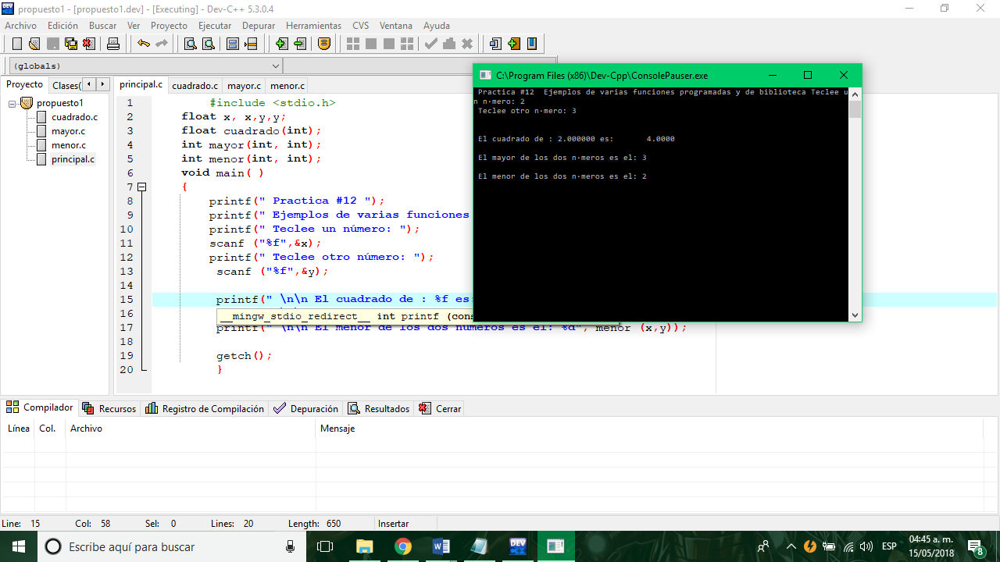 propuesto1 - [propuesto1.dev] - [Executing] - Dev-C++ 5.3.0.4
Archivo Edición Buscar Ver Proyecto Ejecutar Depurar Herramientas CVS Ventana Ayuda
(globals)
Proyecto Clases( principal.c cuadrado.c mayor.c menor.c
propuesto1
cuadrado.c
mayor.c
menor.c
principal.c
1 #include <stdio.h>
2 float x, x,y,y;
3 float cuadrado(int);
4 int mayor(int, int);
5 int menor(int, int);
6 void main( )
7 {
8 printf(" Practica #12 ");
9 printf(" Ejemplos de varias funciones
10 printf(" Teclee un número: ");
11 scanf ("%f",&x);
12 printf(" Teclee otro número: ");
13 scanf ("%f",&y);
14
15 printf(" \n\n El cuadrado de : %f es:
16
__mingw_stdio_redirect__ int printf (cons
17 printf(" \n\n El menor de los dos números es el: %d", menor (x,y));
18
19 getch();
20 }
C:\Program Files (x86)\Dev-Cpp\ConsolePauser.exe
Practica #12  Ejemplos de varias funciones programadas y de biblioteca Teclee u
n n·mero: 2
Teclee otro n·mero: 3
El cuadrado de : 2.000000 es:       4.0000
El mayor de los dos n·meros es el: 3
El menor de los dos n·meros es el: 2
Compilador Recursos Registro de Compilación Depuración Resultados Cerrar
Línea Col. Archivo Mensaje
Line: 15 Col: 58 Sel: 0 Lines: 20 Length: 650 Insertar
Escribe aquí para buscar
ESP
04:45 a. m.
15/05/2018
8